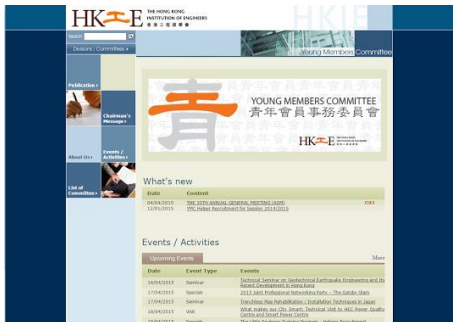 HKIE
THE HONG KONG
INSTITUTION OF ENGINEERS
香港工程師學會
Search
Divisions / Committees
Young Members Committee
Publication
Chairman's
Message
About Us
Events /
Activities
List of
Committee
青
YOUNG MEMBERS COMMITTEE
青年會員事務委員會
HKIE
What's new
Date Content
04/04/2015 THE 30TH ANNUAL GENERAL MEETING (AGM)
12/01/2015 YMC Helper Recruitment for Session 2014/2015
Events / Activities
Upcoming Events
More
Date Event Type Events
16/04/2015 Seminar Technical Seminar on Geotechnical Earthquake Engineering and Its
Recent Development in Hong Kong
17/04/2015 Specials 2015 Joint Professional Networking Party – The Gatsby Glam
17/04/2015 Seminar Trenchless Pipe Rehabilitation / Installation Techniques in Japan
18/04/2015 Visit What makes our City Smart: Technical Visit to HEC Power Quality
Centre and Smart Power Centre